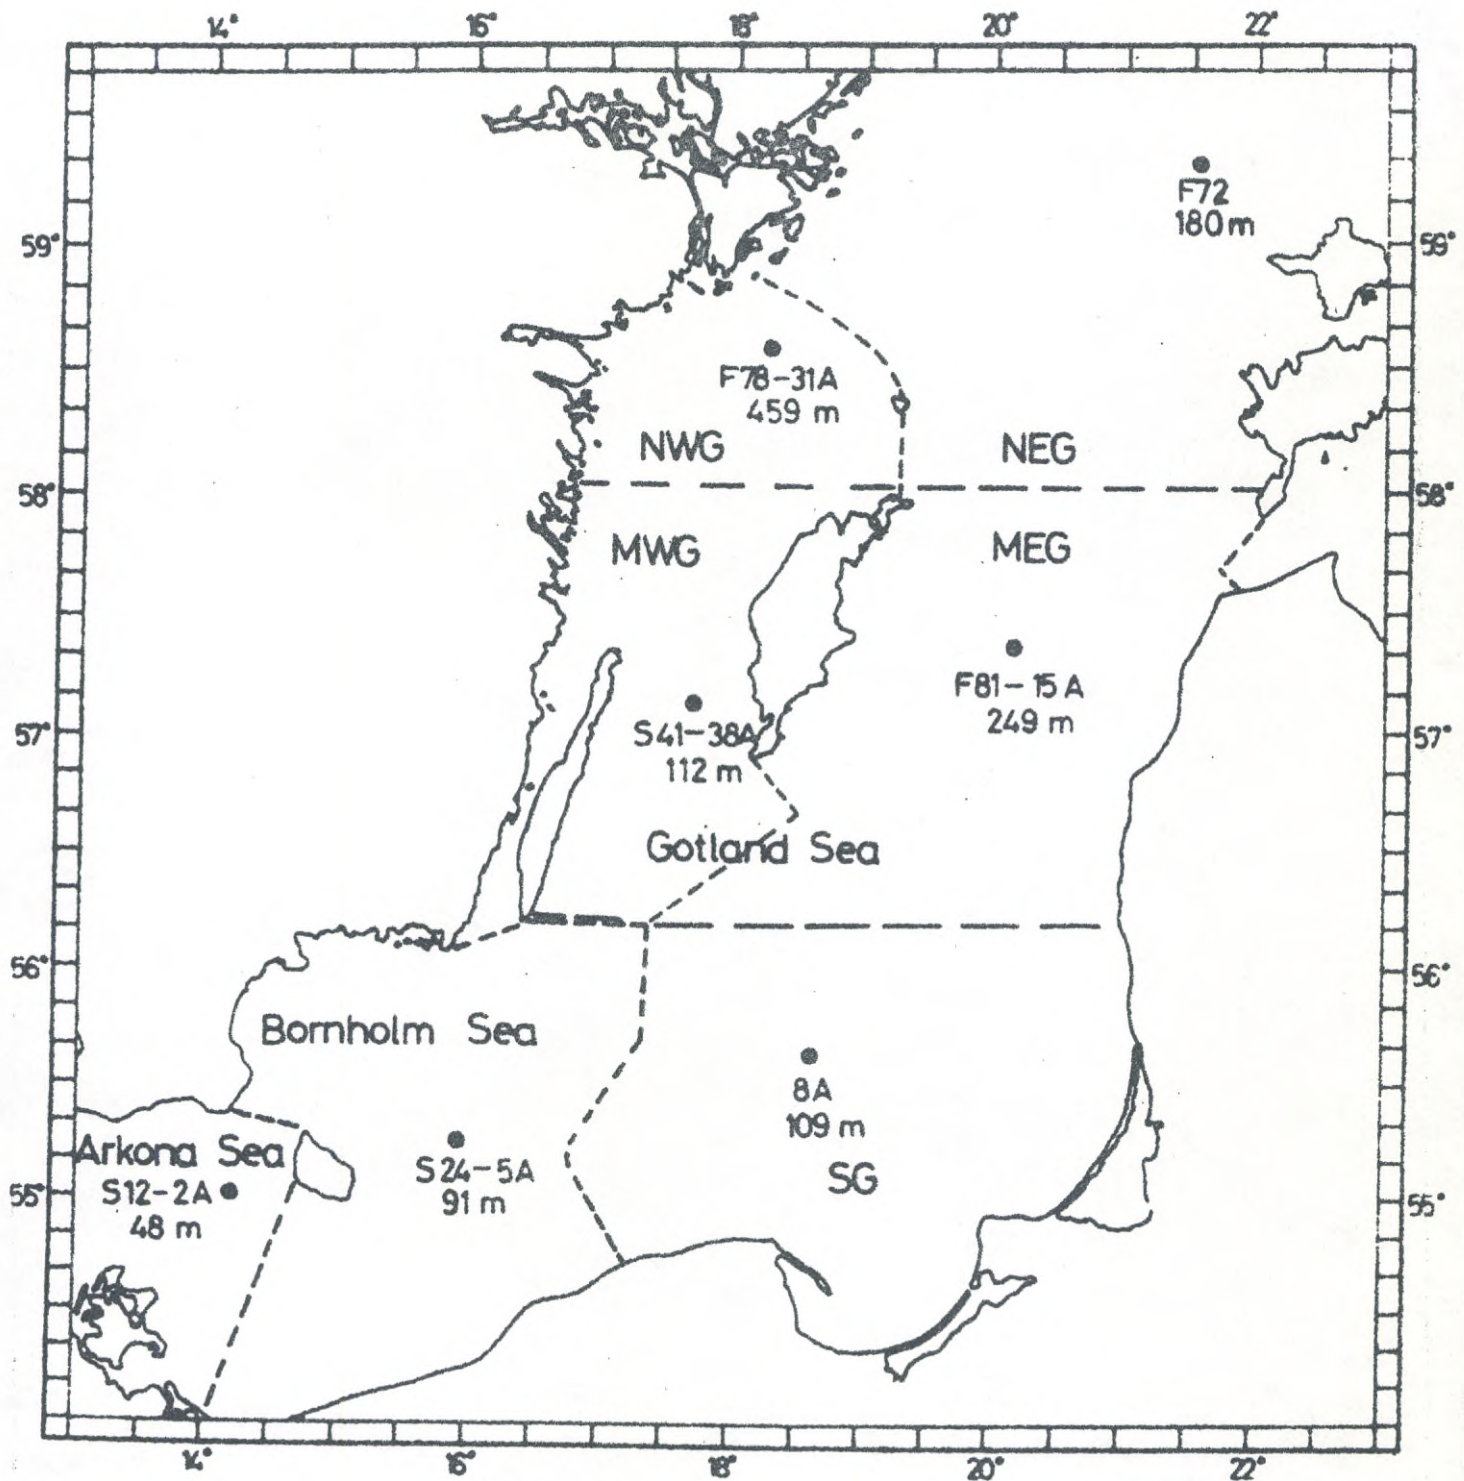 14° 16° 18° 20° 22°
F72
180 m
59° 59°
F78-31A
459 m
NWG NEG
58° 58°
MWG MEG
F81-15 A
249 m
S41-38A
112 m
57° 57°
Gotland Sea
56° 56°
Bornholm Sea
8A
109 m
Arkona Sea
S24-5A
91 m
SG
S12-2A
48 m
55° 55°
14° 16° 18° 20° 22°